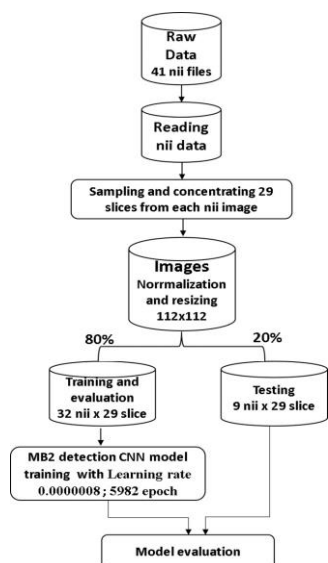 Raw
Data
41 nii files
Reading
nii data
Sampling and concentrating 29
slices from each nii image
Images
Norrmalization
and resizing
112x112
80%
20%
Training and
evaluation
32 nii x 29 slice
Testing
9 nii x 29 slice
MB2 detection CNN model
training with Learning rate
0.0000008; 5982 epoch
Model evaluation